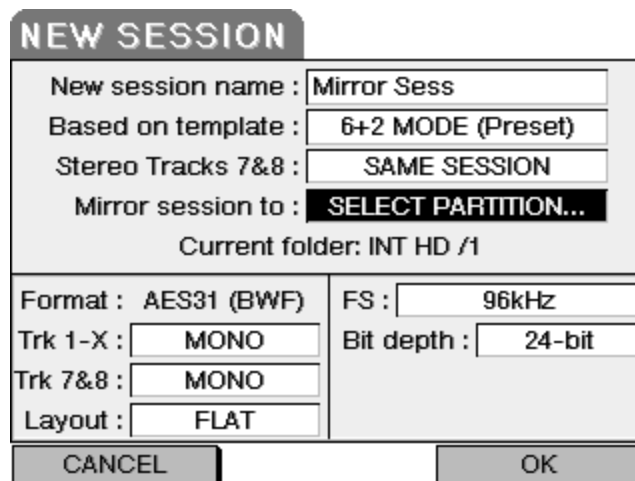 NEW SESSION
New session name : Mirror Sess
Based on template : 6+2 MODE (Preset)
Stereo Tracks 7&8 : SAME SESSION
Mirror session to : SELECT PARTITION...
Current folder: INT HD /1
Format : AES31 (BWF)
Trk 1-X : MONO
Trk 7&8 : MONO
Layout : FLAT
FS : 96kHz
Bit depth : 24-bit
CANCEL
OK